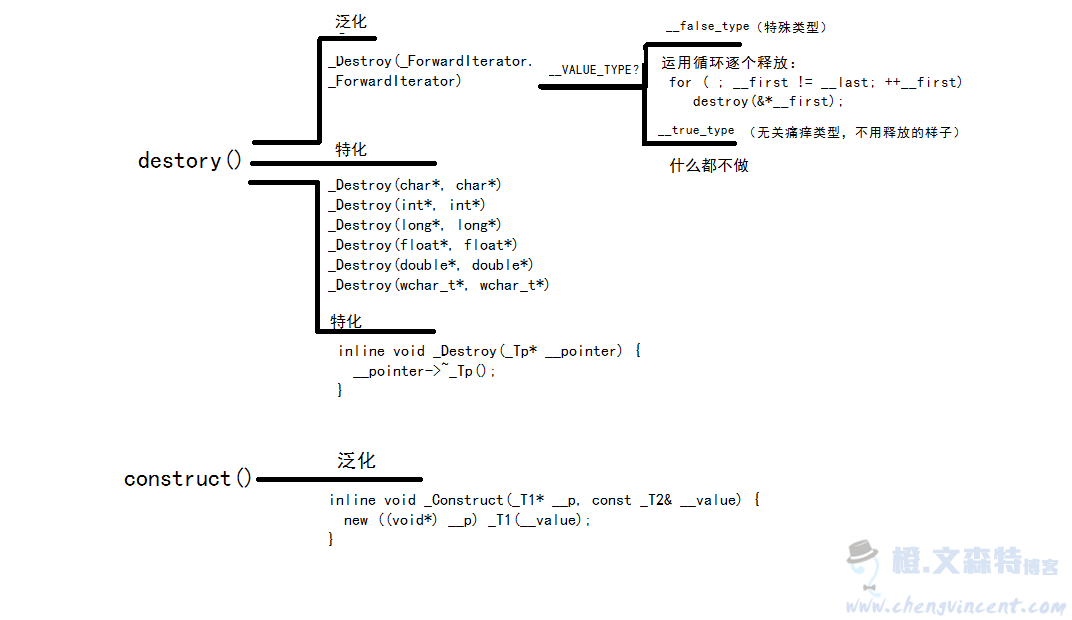 泛化
_Destroy(_ForwardIterator.
_ForwardIterator)
__VALUE_TYPE?
__false_type（特殊类型）
运用循环逐个释放：
for ( ; __first != __last; ++__first)
destroy(&*__first);
__true_type （无关痛痒类型，不用释放的样子）
什么都不做
destory()
特化
_Destroy(char*, char*)
_Destroy(int*, int*)
_Destroy(long*, long*)
_Destroy(float*, float*)
_Destroy(double*, double*)
_Destroy(wchar_t*, wchar_t*)
特化
inline void _Destroy(_Tp* __pointer) {
__pointer->~_Tp();
}
construct()
泛化
inline void _Construct(_T1* __p, const _T2& __value) {
new ((void*) __p) _T1(__value);
}
橙.文森特博客
www.chengvincent.com